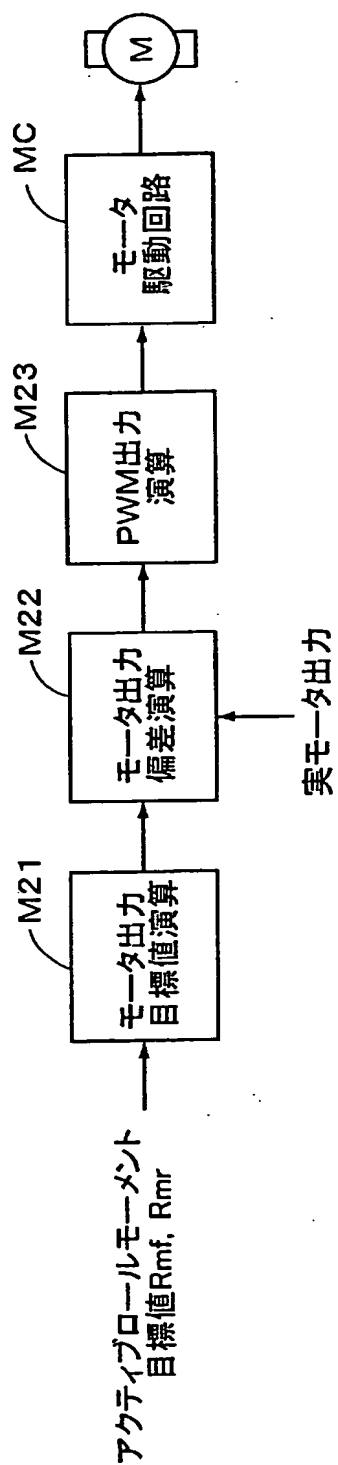 アクティブロールモーメント
目標値Rmf, Rmr
M21
モータ出力
目標値演算
M22
モータ出力
偏差演算
実モータ出力
M23
PWM出力
演算
MC
モータ
駆動回路
M